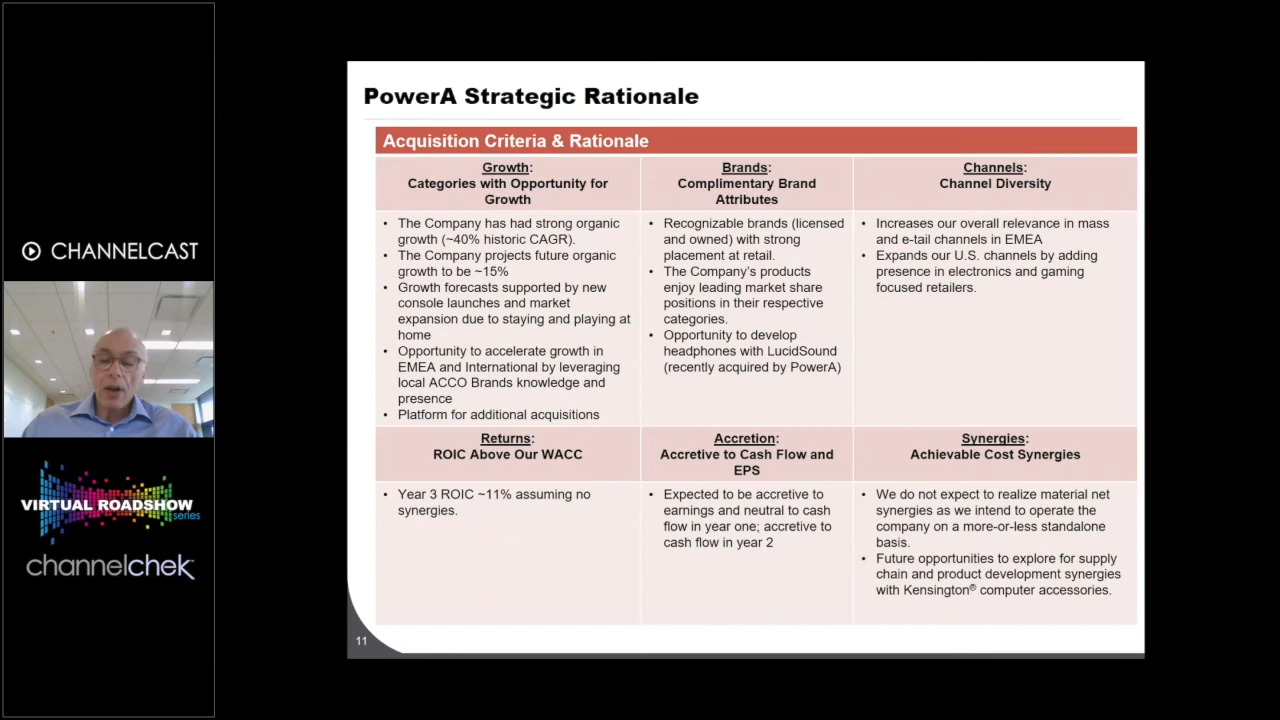 CHANNELCAST
VIRTUAL ROADSHOW
series
channelchek
PowerA Strategic Rationale
Acquisition Criteria & Rationale
Growth:
Categories with Opportunity for
Growth
• The Company has had strong organic
growth (~40% historic CAGR).
• The Company projects future organic
growth to be ~15%
• Growth forecasts supported by new
console launches and market
expansion due to staying and playing at
home
• Opportunity to accelerate growth in
EMEA and International by leveraging
local ACCO Brands knowledge and
presence
• Platform for additional acquisitions
Brands:
Complimentary Brand
Attributes
• Recognizable brands (licensed
and owned) with strong
placement at retail.
• The Company's products
enjoy leading market share
positions in their respective
categories.
• Opportunity to develop
headphones with LucidSound
(recently acquired by PowerA)
Channels:
Channel Diversity
• Increases our overall relevance in mass
and e-tail channels in EMEA
• Expands our U.S. channels by adding
presence in electronics and gaming
focused retailers.
Returns:
ROIC Above Our WACC
• Year 3 ROIC ~11% assuming no
synergies.
Accretion:
Accretive to Cash Flow and
EPS
• Expected to be accretive to
earnings and neutral to cash
flow in year one; accretive to
cash flow in year 2
Synergies:
Achievable Cost Synergies
• We do not expect to realize material net
synergies as we intend to operate the
company on a more-or-less standalone
basis.
• Future opportunities to explore for supply
chain and product development synergies
with Kensington® computer accessories.
11